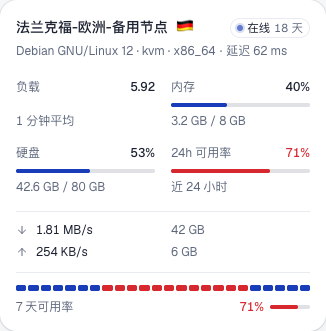 法兰克福-欧洲-备用节点 🇩🇪 在线 18 天
Debian GNU/Linux 12 · kvm · x86_64 · 延迟 62 ms
负载 5.92 内存 40%
1 分钟平均 3.2 GB / 8 GB
硬盘 53% 24h 可用率 71%
42.6 GB / 80 GB 近 24 小时
↓ 1.81 MB/s 42 GB
↑ 254 KB/s 6 GB
7 天可用率 71%